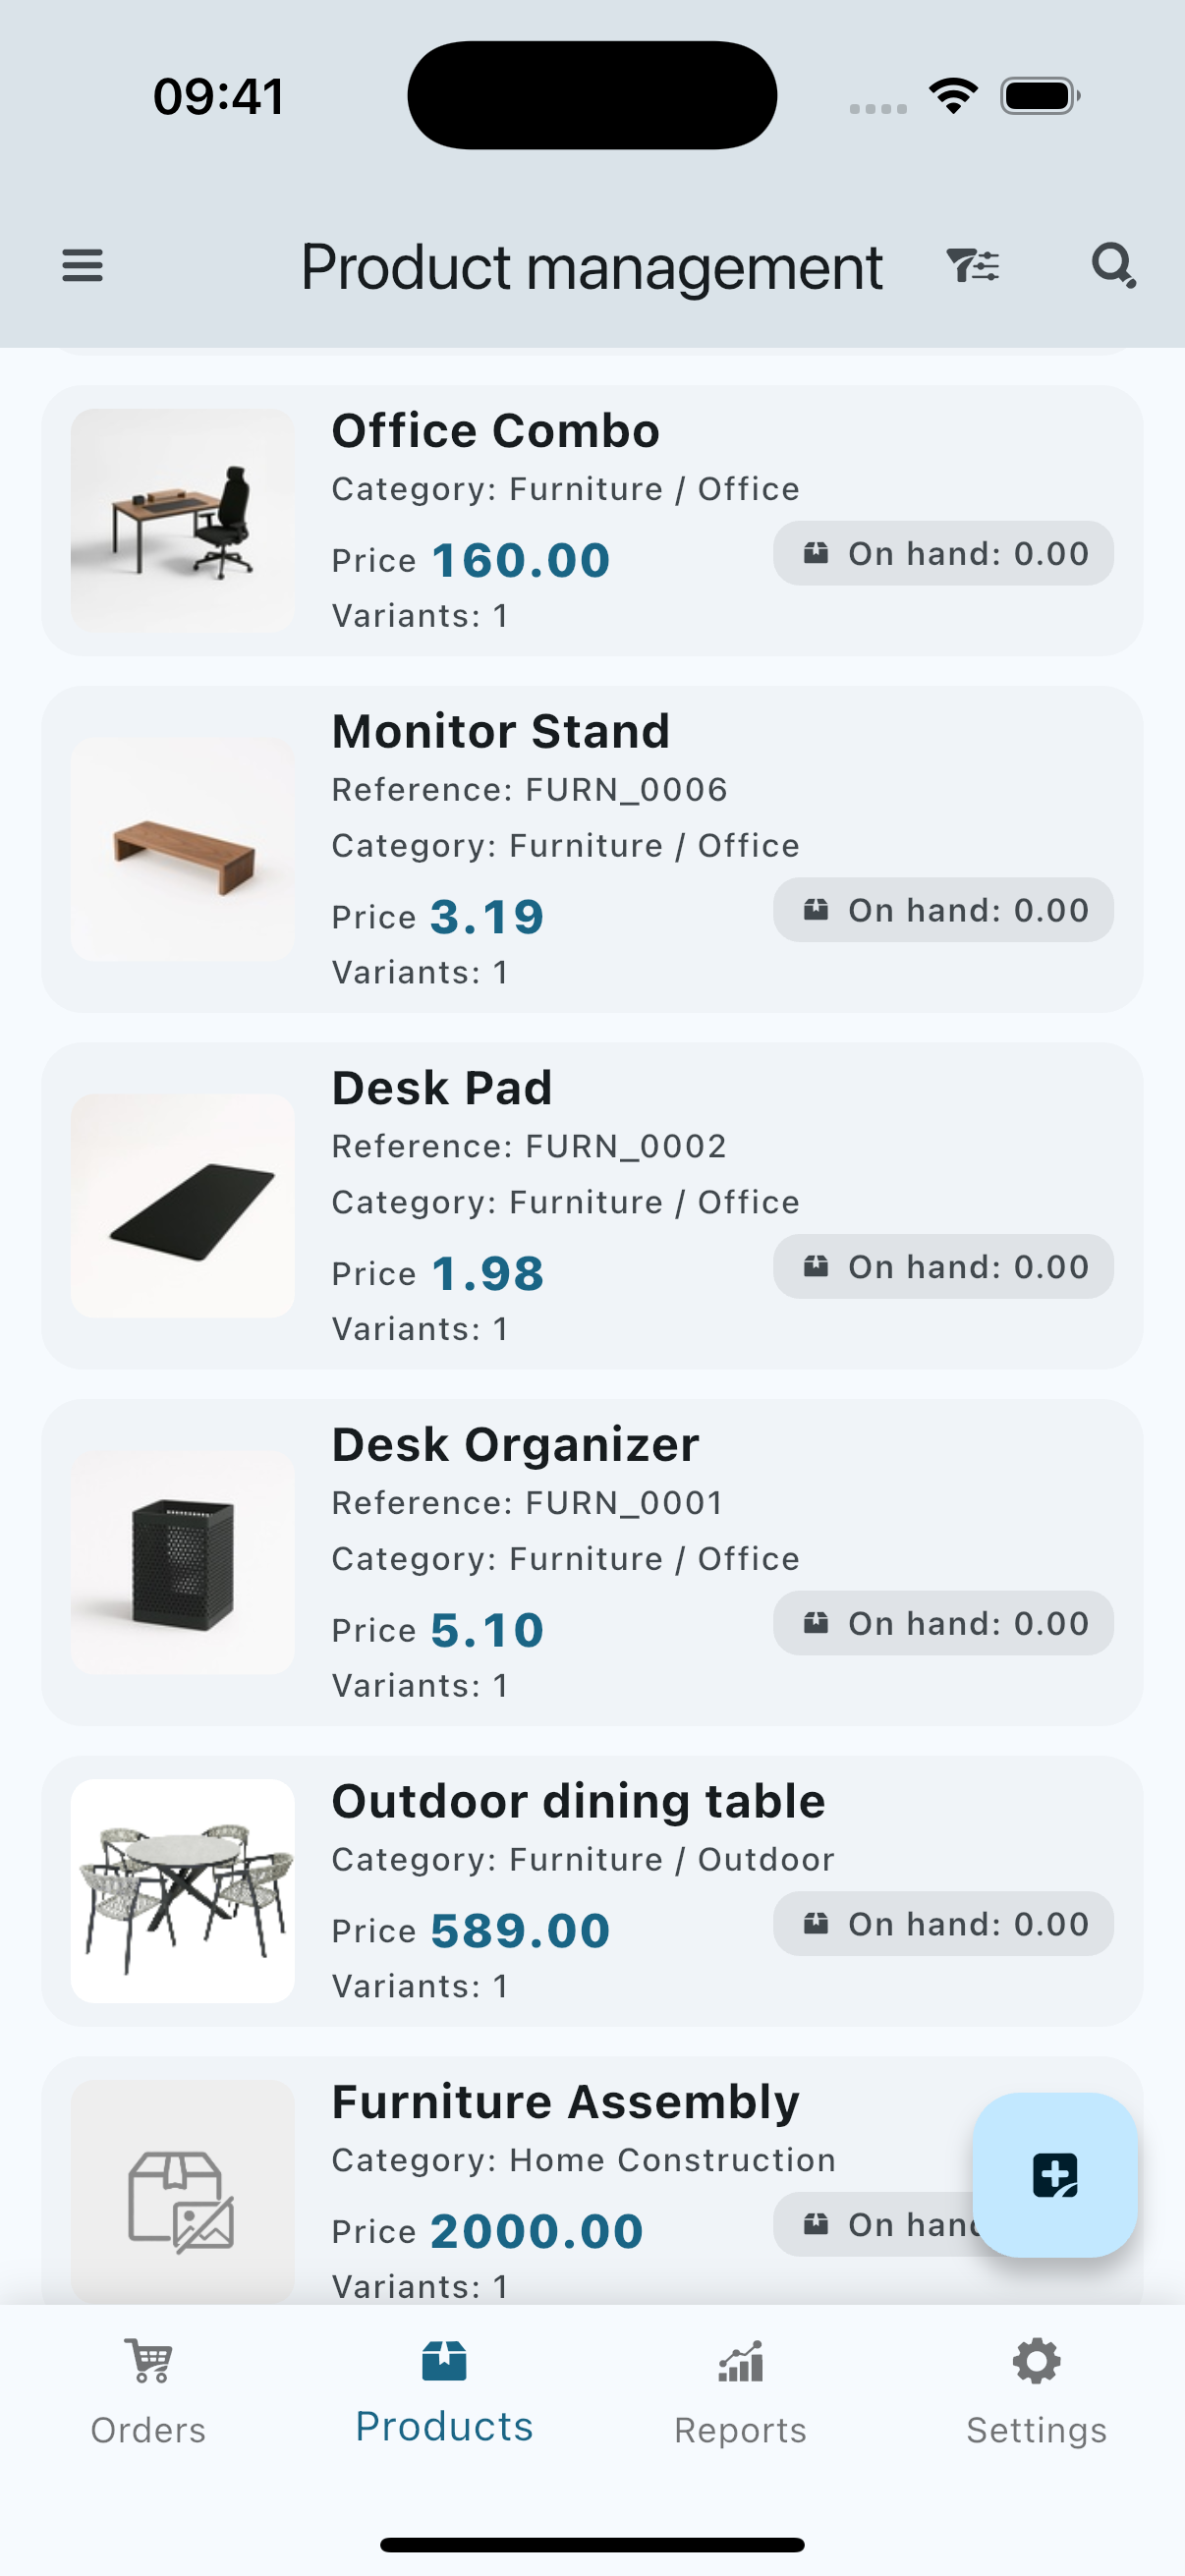 09:41
Product management
Office Combo
Category: Furniture / Office
Price 160.00
On hand: 0.00
Variants: 1
Monitor Stand
Reference: FURN_0006
Category: Furniture / Office
Price 3.19
On hand: 0.00
Variants: 1
Desk Pad
Reference: FURN_0002
Category: Furniture / Office
Price 1.98
On hand: 0.00
Variants: 1
Desk Organizer
Reference: FURN_0001
Category: Furniture / Office
Price 5.10
On hand: 0.00
Variants: 1
Outdoor dining table
Category: Furniture / Outdoor
Price 589.00
On hand: 0.00
Variants: 1
Furniture Assembly
Category: Home Construction
Price 2000.00
On
Variants: 1
Orders
Products
Reports
Settings